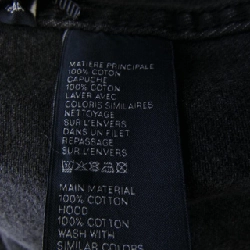 MATIERE PRINCIPALE
100% COTON
CAPUCHE
100% COTON
LAVER AVEC
COLORIS SIMILAIRES
NETTOYAGE
SUR L'ENVERS
DANS UN FILET
REPASSAGE
SUR L'ENVERS
MAIN MATERIAL
100% COTTON
HOOD
100% COTTON
WASH WITH
SIMILAR COLORS